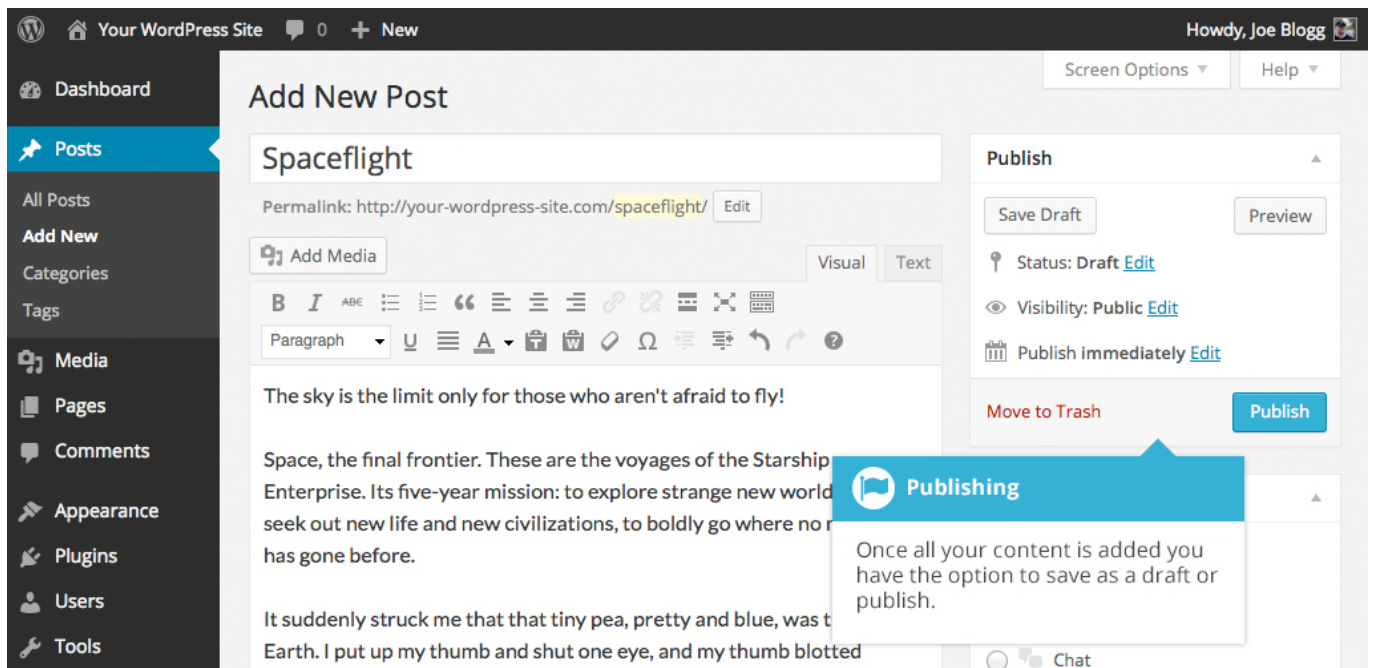 Your WordPress Site 0 + New
Howdy, Joe Blogg
Screen Options
Help
Dashboard
Posts
All Posts
Add New
Categories
Tags
Media
Pages
Comments
Appearance
Plugins
Users
Tools
Add New Post
Spaceflight
Permalink: http://your-wordpress-site.com/spaceflight/ Edit
Add Media
Visual Text
B I ABC
Paragraph U A T W Ω ?
The sky is the limit only for those who aren't afraid to fly!
Space, the final frontier. These are the voyages of the Starship
Enterprise. Its five-year mission: to explore strange new world
seek out new life and new civilizations, to boldly go where no
has gone before.
It suddenly struck me that that tiny pea, pretty and blue, was t
Earth. I put up my thumb and shut one eye, and my thumb blotted
Publish
Save Draft Preview
Status: Draft Edit
Visibility: Public Edit
Publish immediately Edit
Move to Trash Publish
Publishing
Once all your content is added you
have the option to save as a draft or
publish.
Chat